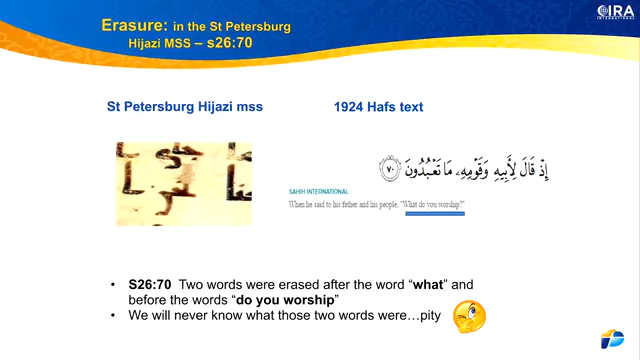 Erasure: in the St Petersburg
Hijazi MSS – s26:70
CIRA
INTERNATIONAL
St Petersburg Hijazi mss
1924 Hafs text
إِذْ قَالَ لِأَبِيهِ وَقَوْمِهِۦ مَا تَعْبُدُونَ ٧٠
SAHIH INTERNATIONAL
When he said to his father and his people, "What do you worship?"
• S26:70 Two words were erased after the word “what” and
before the words “do you worship”
• We will never know what those two words were…pity